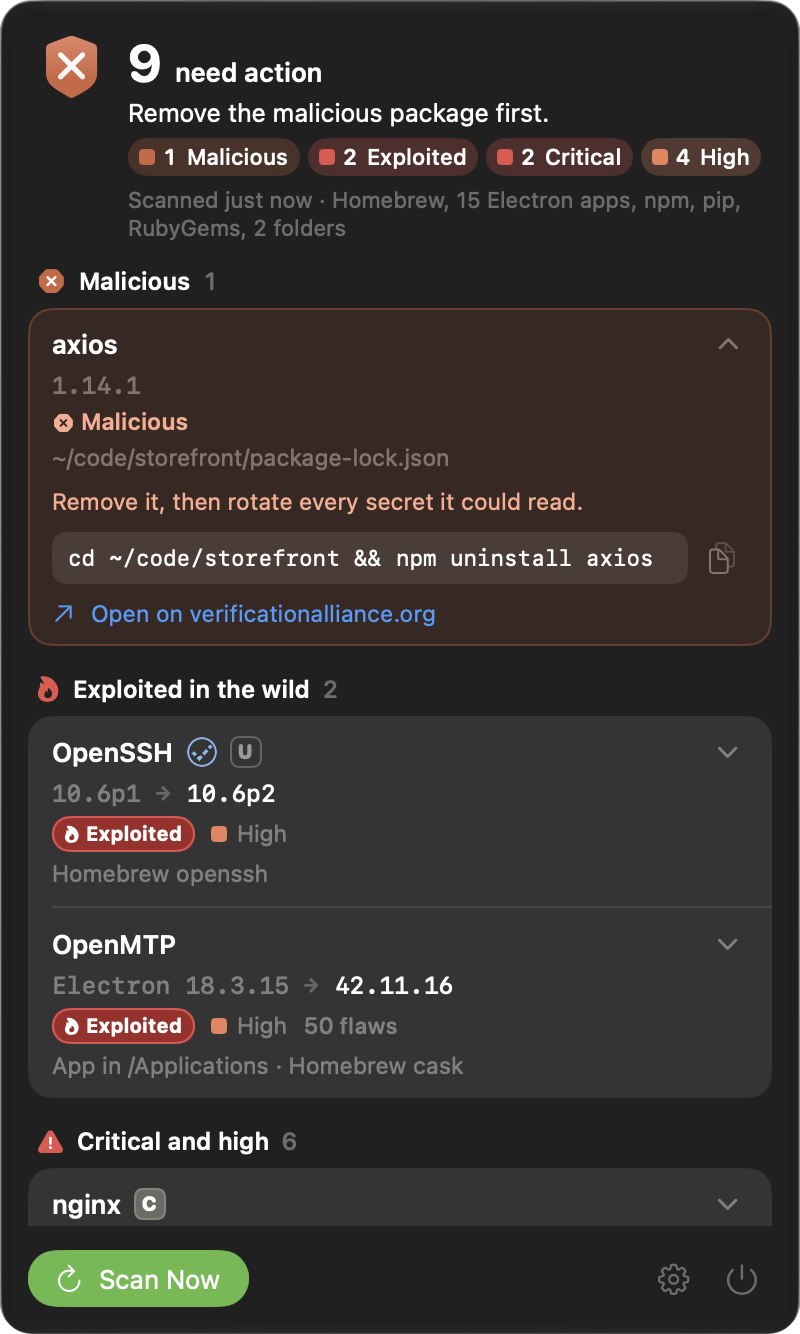 9 need action
Remove the malicious package first.
1 Malicious 2 Exploited 2 Critical 4 High
Scanned just now · Homebrew, 15 Electron apps, npm, pip,
RubyGems, 2 folders
Malicious 1
axios
1.14.1
Malicious
~/code/storefront/package-lock.json
Remove it, then rotate every secret it could read.
cd ~/code/storefront && npm uninstall axios
Open on verificationalliance.org
Exploited in the wild 2
OpenSSH U
10.6p1 → 10.6p2
Exploited High
Homebrew openssh
OpenMTP
Electron 18.3.15 → 42.11.16
Exploited High 50 flaws
App in /Applications · Homebrew cask
Critical and high 6
nginx C
Scan Now